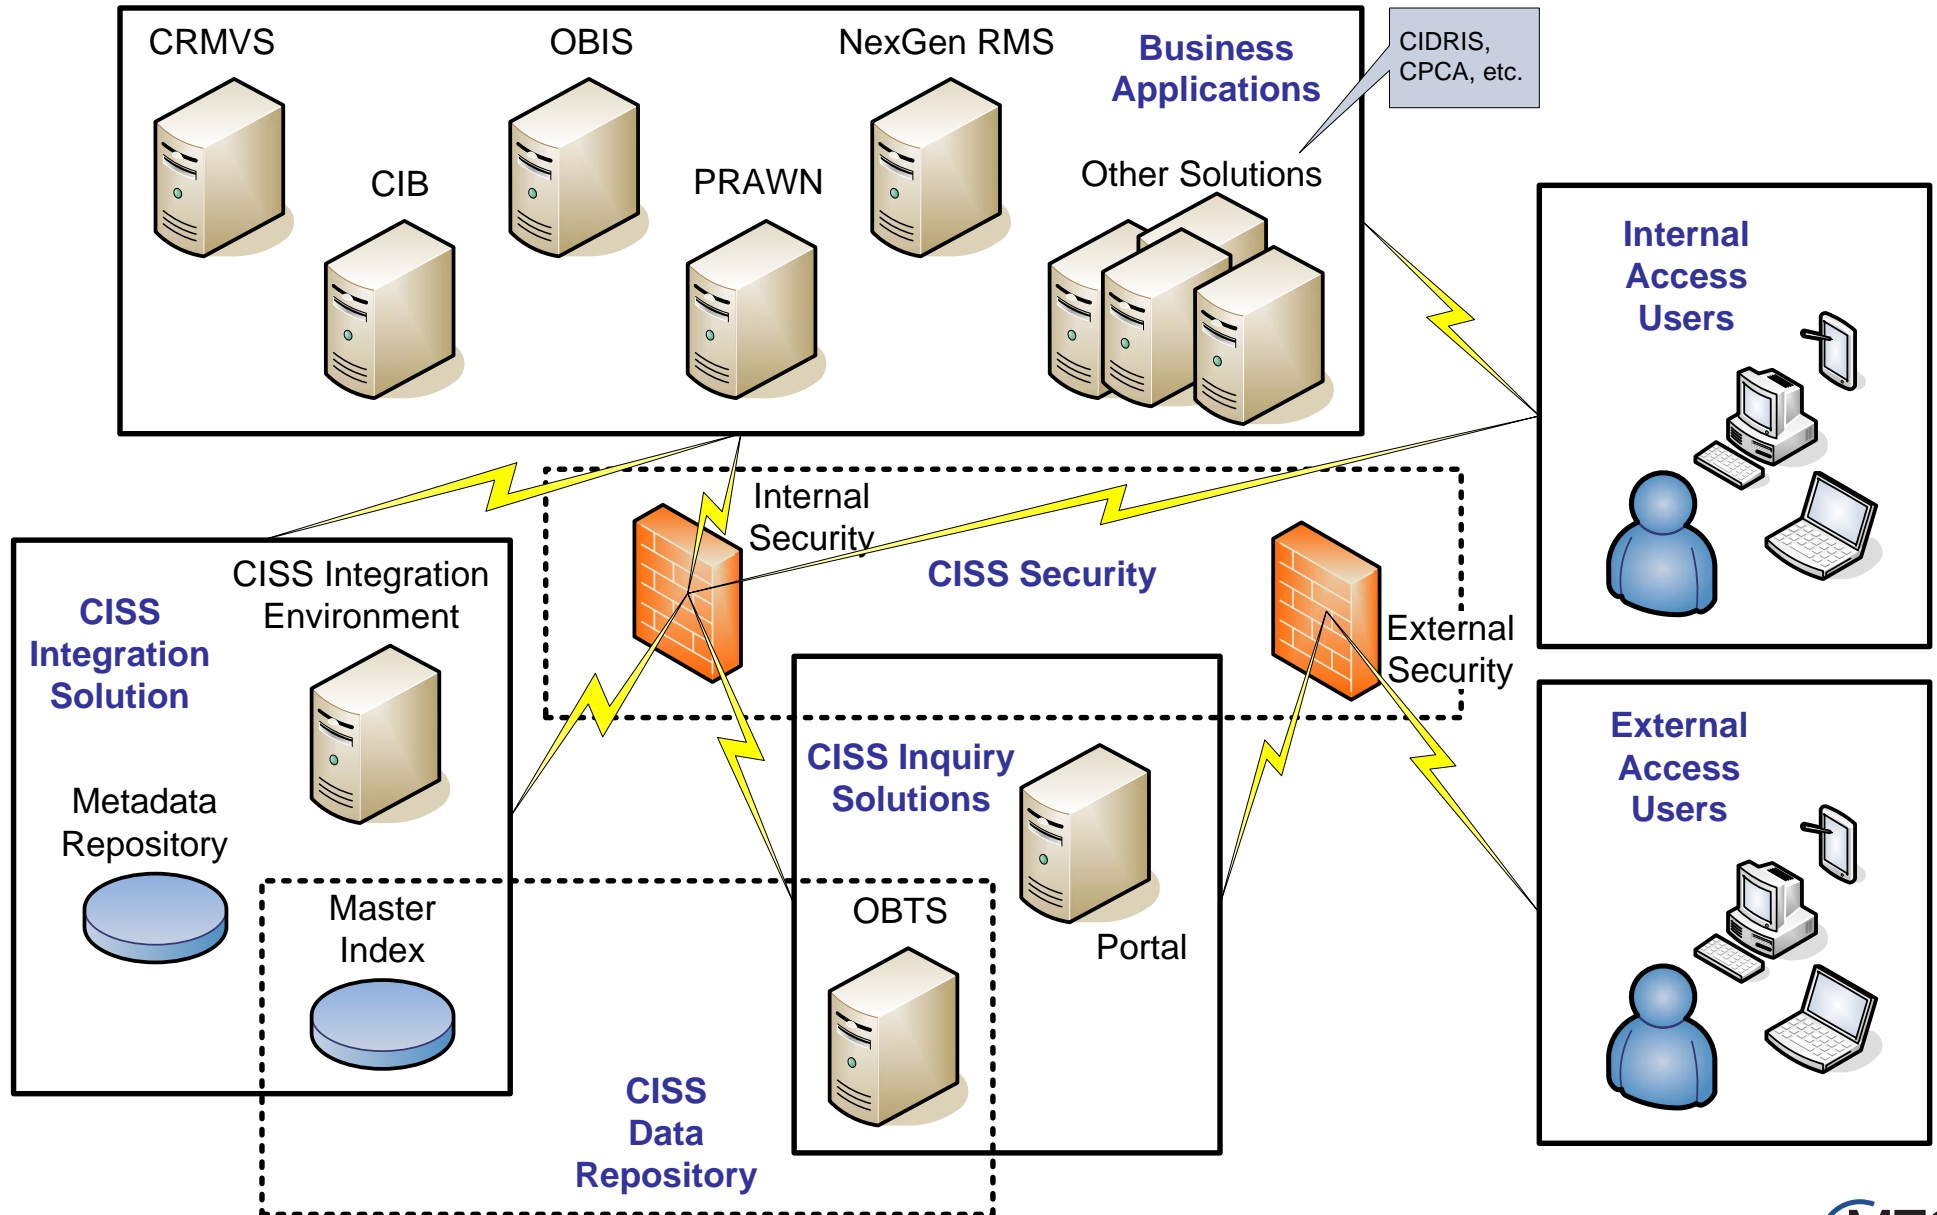 CRMVS
OBIS
NexGen RMS
Business
Applications
CIDRIS,
CPCA, etc.
CIB
PRAWN
Other Solutions
Internal
Access
Users
Internal
Security
CISS Security
External
Security
CISS Integration
Environment
CISS
Integration
Solution
Metadata
Repository
Master
Index
CISS Inquiry
Solutions
OBTS
Portal
CISS
Data
Repository
External
Access
Users